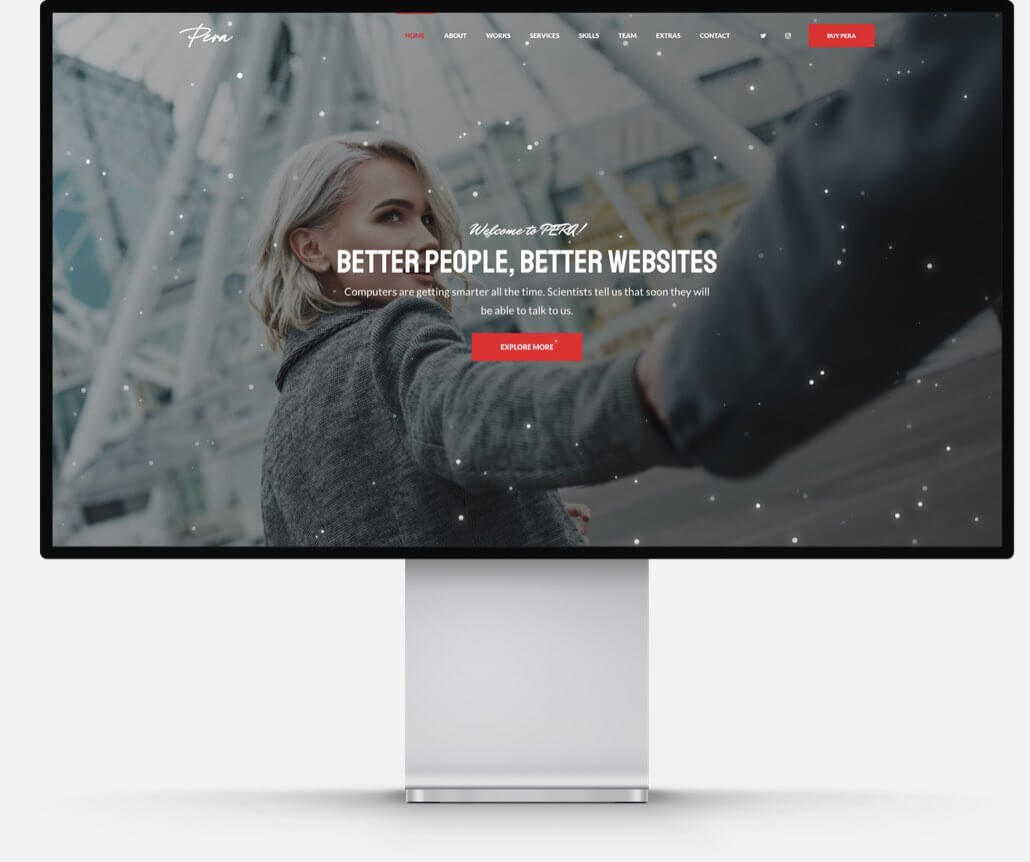 Pera
HOME ABOUT WORKS SERVICES SKILLS TEAM EXTRAS CONTACT BUY PERA
Welcome to PERA!
BETTER PEOPLE, BETTER WEBSITES
Computers are getting smarter all the time. Scientists tell us that soon they will
be able to talk to us.
EXPLORE MORE